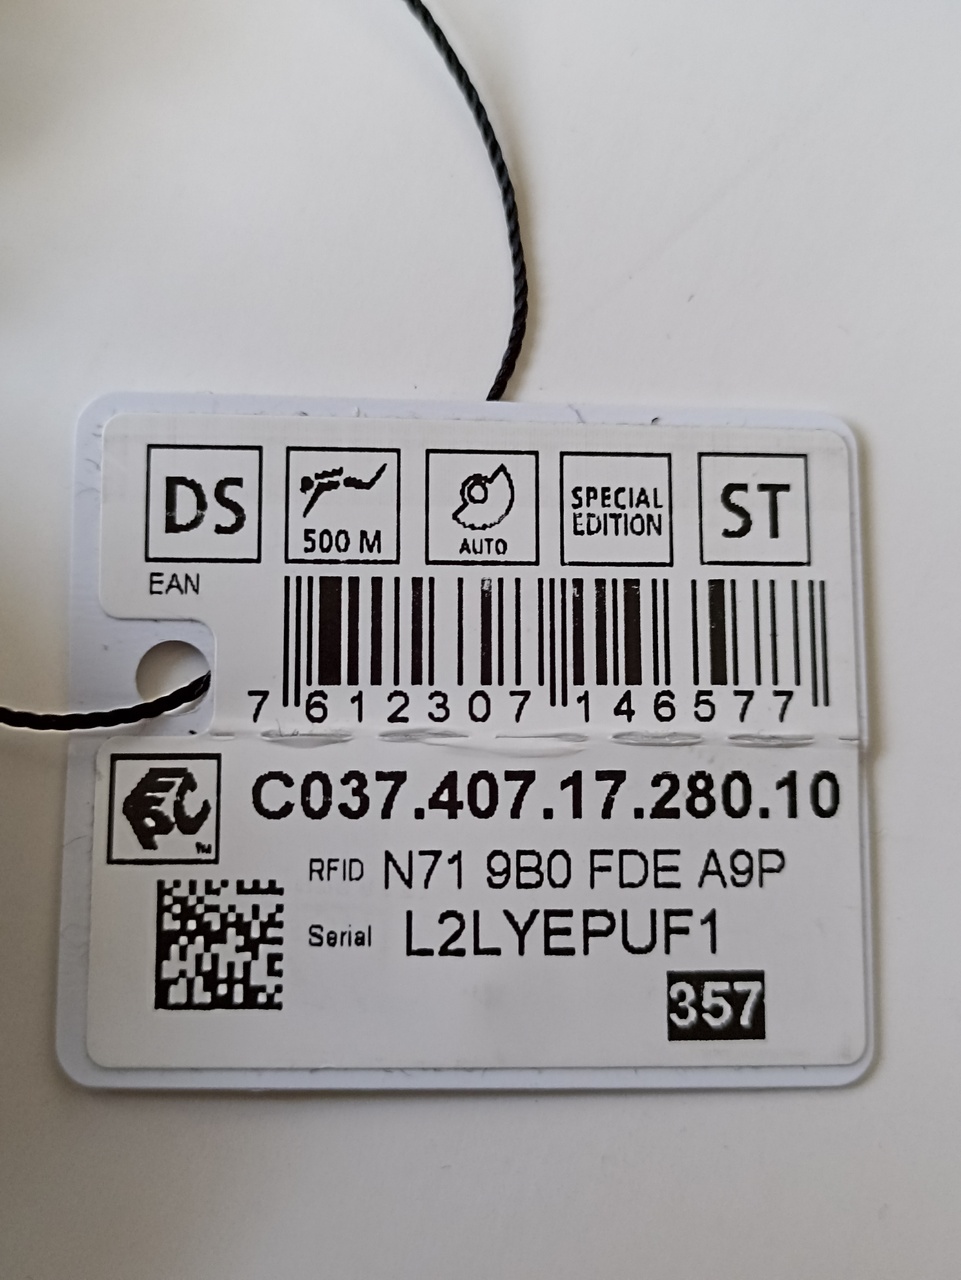 DS
500 M
AUTO
SPECIAL
EDITION
ST
EAN
7 612307 146577
EPC™
C037.407.17.280.10
RFID N71 9B0 FDE A9P
Serial L2LYEPUF1
357